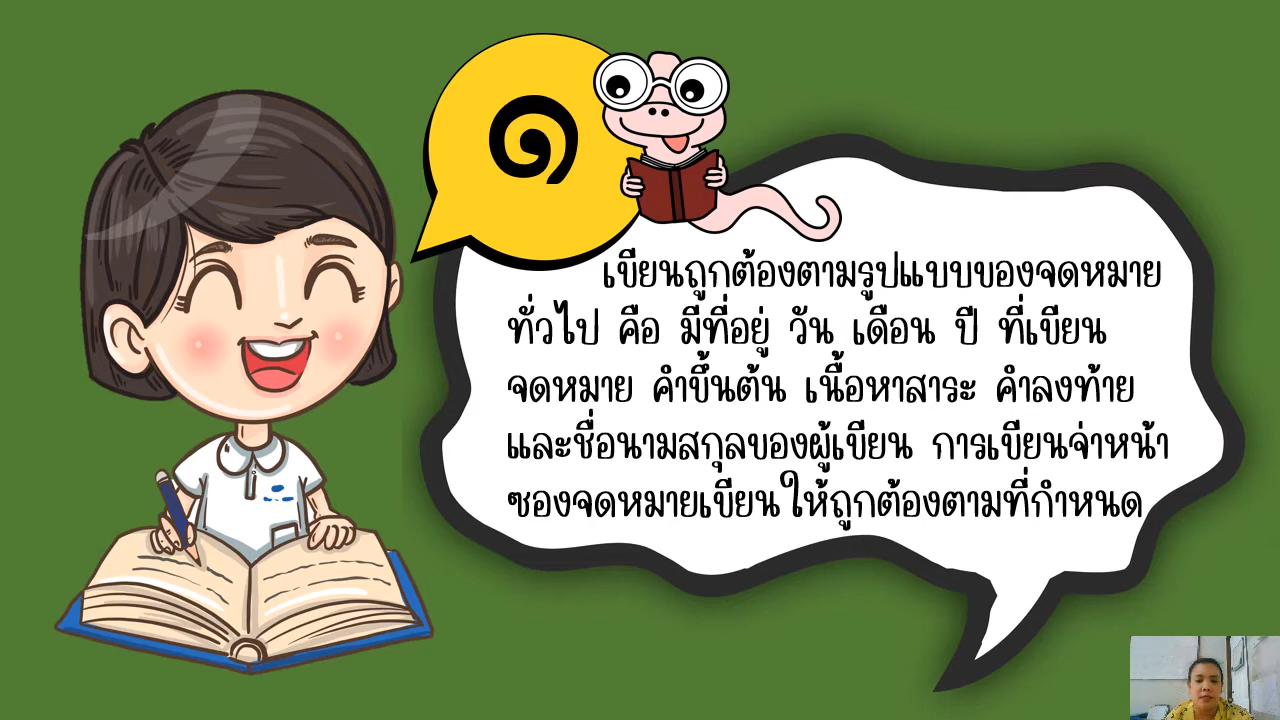 ๑
เขียนถูกต้องตามรูปแบบของจดหมาย
ทั่วไป คือ มีที่อยู่ วัน เดือน ปี ที่เขียน
จดหมาย คำขึ้นต้น เนื้อหาสาระ คำลงท้าย
และชื่อนามสกุลของผู้เขียน การเขียนจ่าหน้า
ซองจดหมายเขียนให้ถูกต้องตามที่กำหนด